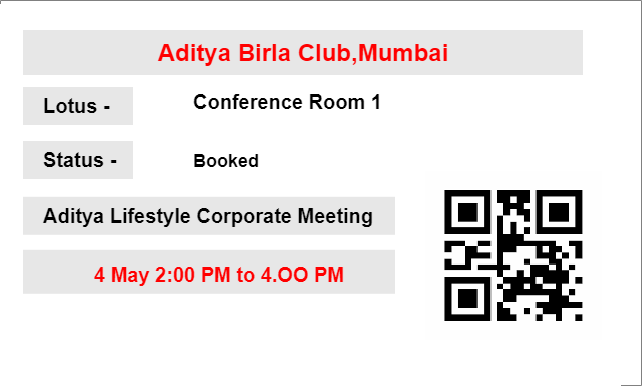 Aditya Birla Club,Mumbai
Lotus - Conference Room 1
Status - Booked
Aditya Lifestyle Corporate Meeting
4 May 2:00 PM to 4.OO PM